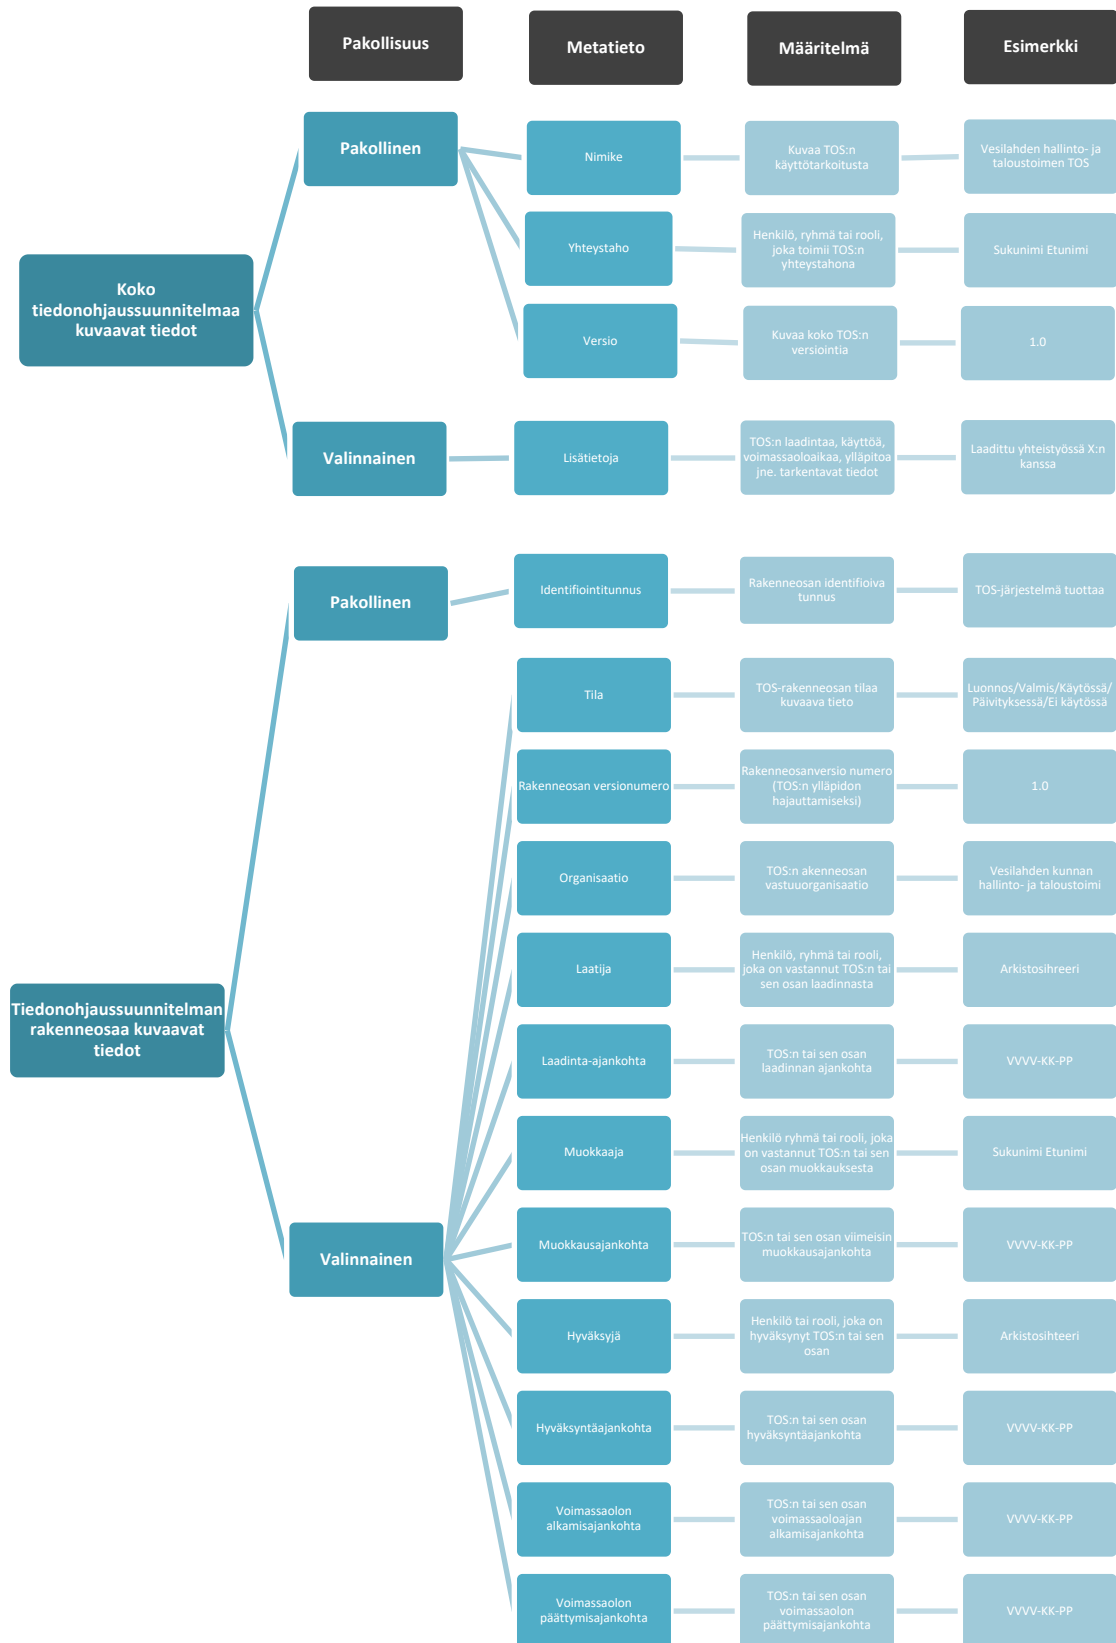 Pakollisuus
Metatieto
Määritelmä
Esimerkki
Koko
tiedonohjaussuunnitelmaa
kuvaavat tiedot
Pakollinen
Nimike
Kuvaa TOS:n
käyttötarkoitusta
Vesilahden hallinto- ja
taloustoimen TOS
Yhteystaho
Henkilö, ryhmä tai rooli,
joka toimii TOS:n
yhteystahona
Sukunimi Etunimi
Versio
Kuvaa koko TOS:n
versiointia
1.0
Valinnainen
Lisätietoja
TOS:n laadintaa, käyttöä,
voimassaoloaikaa, ylläpitoa
jne. tarkentavat tiedot
Laadittu yhteistyössä X:n
kanssa
Tiedonohjaussuunnitelman
rakenneosaa kuvaavat
tiedot
Pakollinen
Identifiointitunnus
Rakenneosan identifioiva
tunnus
TOS-järjestelmä tuottaa
Valinnainen
Tila
TOS-rakenneosan tilaa
kuvaava tieto
Luonnos/Valmis/Käytössä/
Päivityksessä/Ei käytössä
Rakenneosan versionumero
Rakenneosanversio numero
(TOS:n ylläpidon
hajauttamiseksi)
1.0
Organisaatio
TOS:n akenneosan
vastuuorganisaatio
Vesilahden kunnan
hallinto- ja taloustoimi
Laatija
Henkilö, ryhmä tai rooli,
joka on vastannut TOS:n tai
sen osan laadinnasta
Arkistosihreeri
Laadinta-ajankohta
TOS:n tai sen osan
laadinnan ajankohta
VVVV-KK-PP
Muokkaaja
Henkilö ryhmä tai rooli, joka
on vastannut TOS:n tai sen
osan muokkauksesta
Sukunimi Etunimi
Muokkausajankohta
TOS:n tai sen osan viimeisin
muokkausajankohta
VVVV-KK-PP
Hyväksyjä
Henkilö tai rooli, joka on
hyväksynyt TOS:n tai sen
osan
Arkistosihteeri
Hyväksyntäajankohta
TOS:n tai sen osan
hyväksyntäajankohta
VVVV-KK-PP
Voimassaolon
alkamisajankohta
TOS:n tai sen osan
voimassaoloajan
alkamisajankohta
VVVV-KK-PP
Voimassaolon
päättymisajankohta
TOS:n tai sen osan
voimassaolon
päättymisajankohta
VVVV-KK-PP